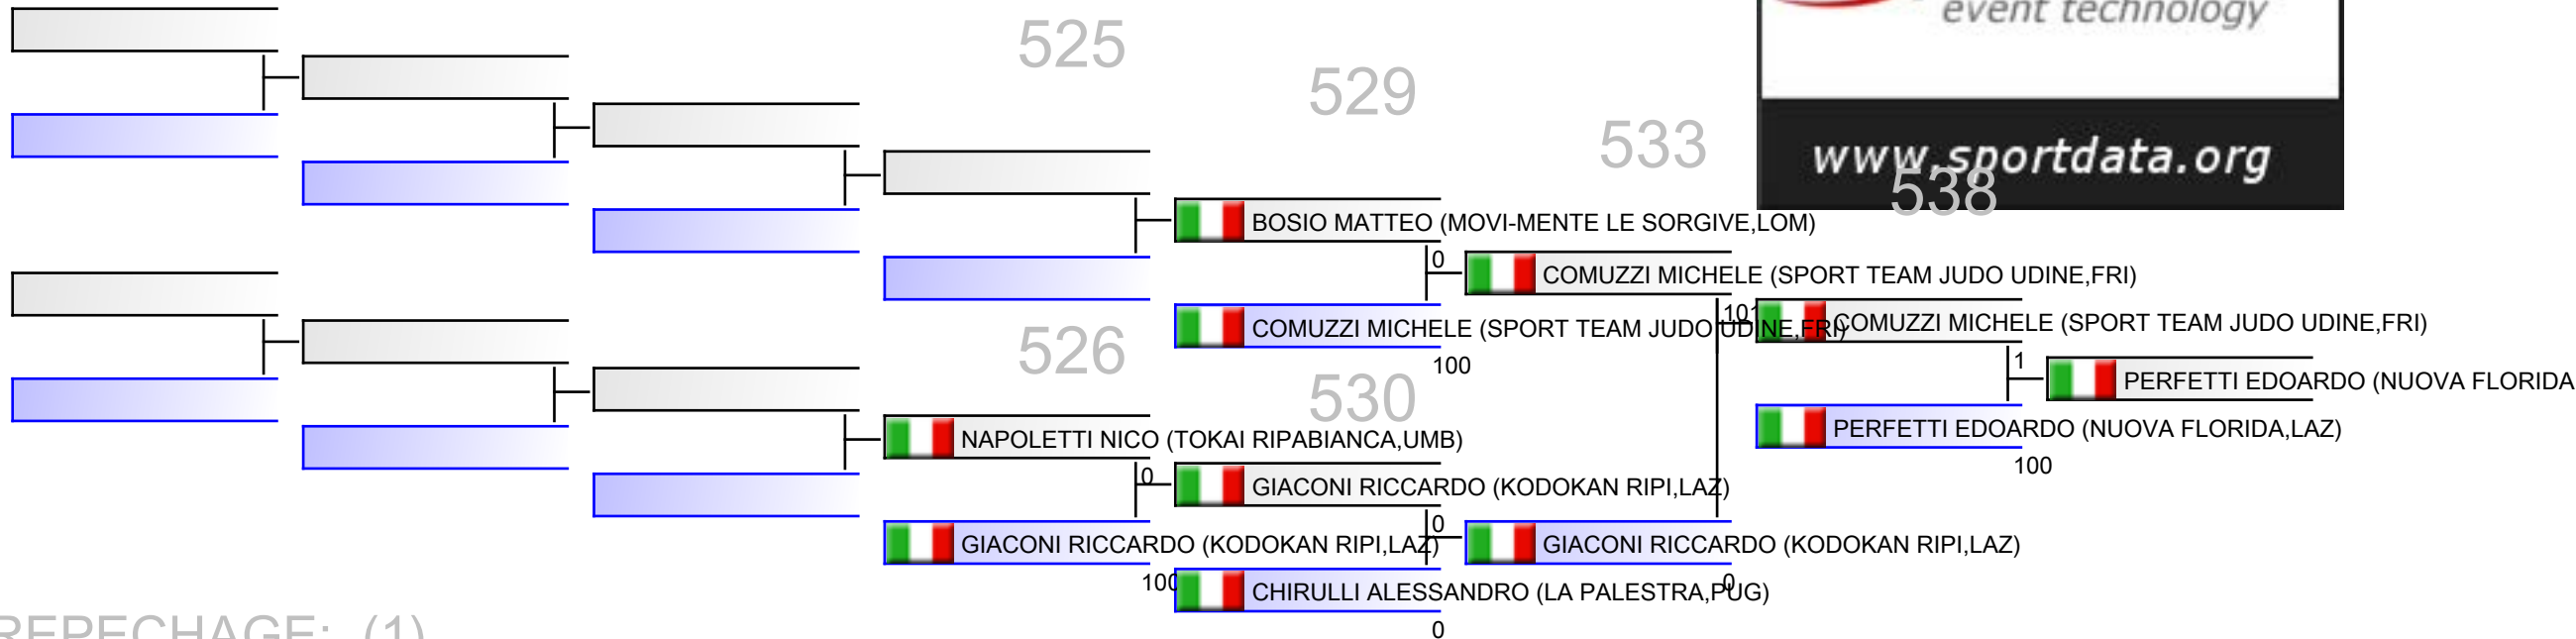 event technology
www.sportdata.org
525
529
533
538
BOSIO MATTEO (MOVI-MENTE LE SORGIVE,LOM)
0
COMUZZI MICHELE (SPORT TEAM JUDO UDINE,FRI)
101
COMUZZI MICHELE (SPORT TEAM JUDO UDINE,FRI)
COMUZZI MICHELE (SPORT TEAM JUDO UDINE,FRI)
100
1
PERFETTI EDOARDO (NUOVA FLORIDA
PERFETTI EDOARDO (NUOVA FLORIDA,LAZ)
100
526
530
NAPOLETTI NICO (TOKAI RIPABIANCA,UMB)
0
GIACONI RICCARDO (KODOKAN RIPI,LAZ)
0
GIACONI RICCARDO (KODOKAN RIPI,LAZ)
GIACONI RICCARDO (KODOKAN RIPI,LAZ)
100
0
CHIRULLI ALESSANDRO (LA PALESTRA,PUG)
0
REPECHAGE: (1)